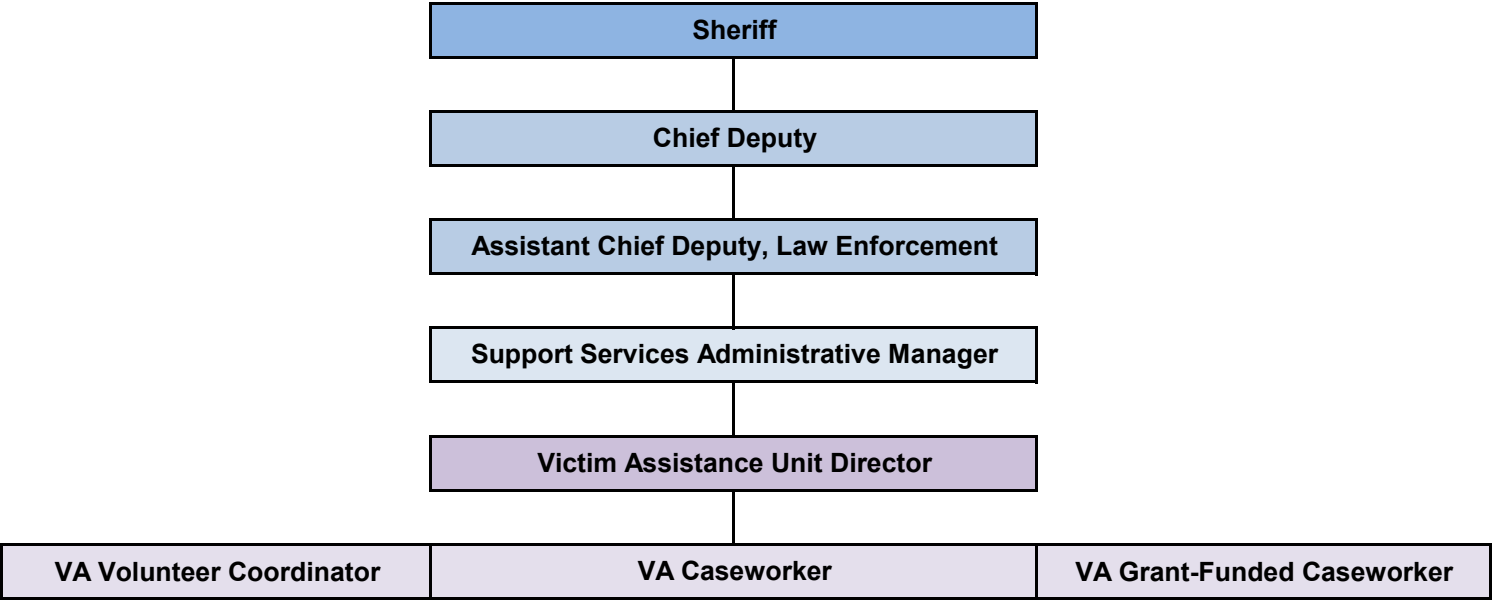 Sheriff
Chief Deputy
Assistant Chief Deputy, Law Enforcement
Support Services Administrative Manager
Victim Assistance Unit Director
VA Volunteer Coordinator
VA Caseworker
VA Grant-Funded Caseworker